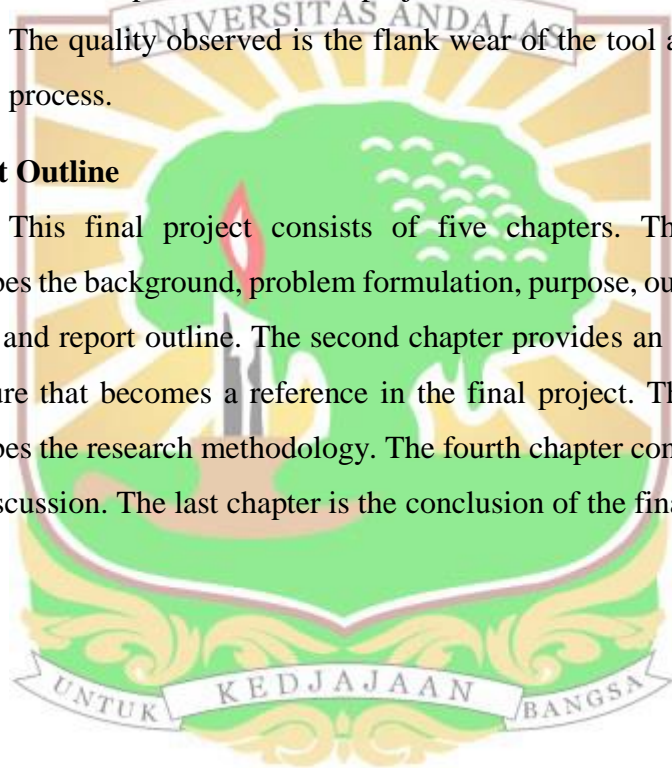 UNIVERSITAS ANDALAS
The quality observed is the flank wear of the tool a
process.
t Outline
This final project consists of five chapters. Th
bes the background, problem formulation, purpose, ou
and report outline. The second chapter provides an
ure that becomes a reference in the final project. Th
bes the research methodology. The fourth chapter con
scussion. The last chapter is the conclusion of the fina
UNTUK KEDJAJAAN BANGSA